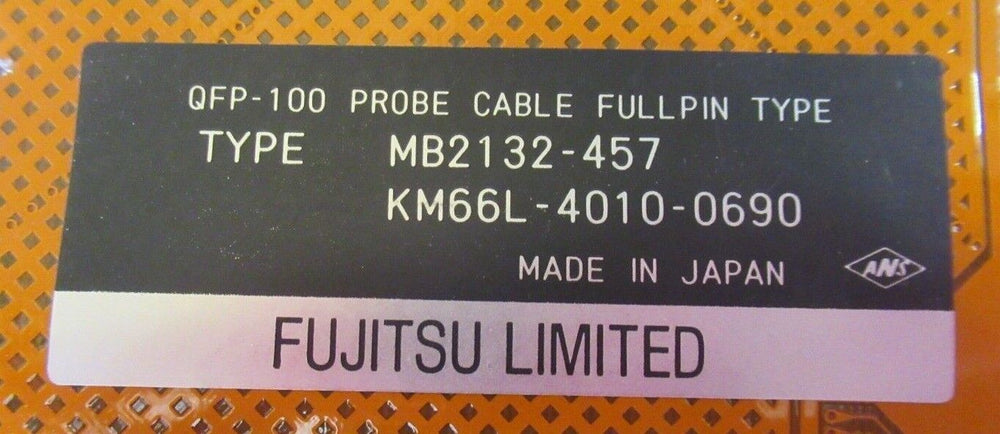 QFP-100 PROBE CABLE FULLPIN TYPE
TYPE MB2132-457
KM66L-4010-0690
MADE IN JAPAN
ANS
FUJITSU LIMITED